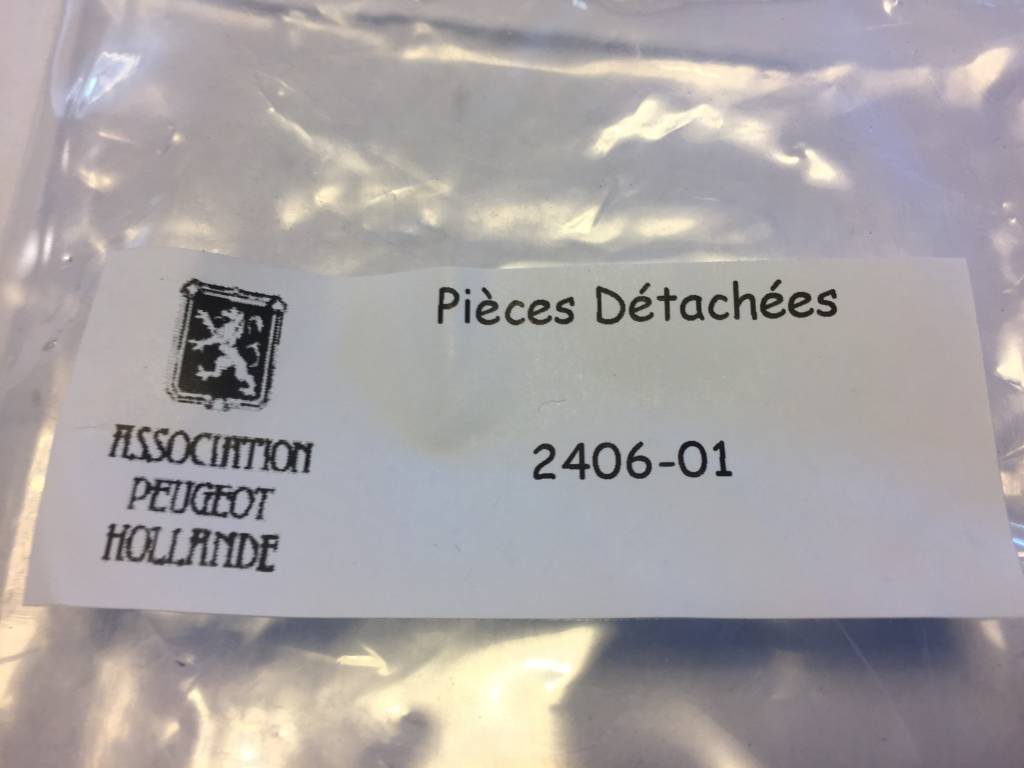 Pièces Détachées
2406-01
ASSOCIATION
PEUGEOT
HOLLANDE